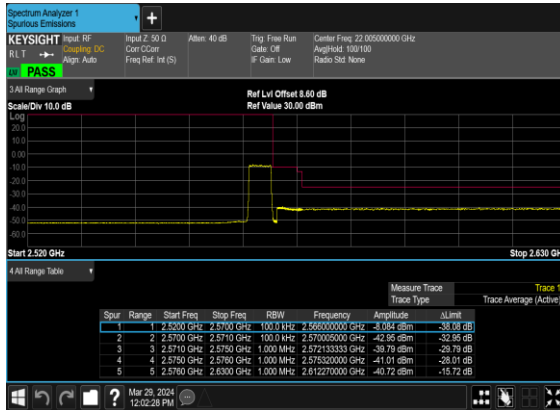 Spectrum Analyzer 1
Spurious Emissions
+
KEYSIGHT Input: RF Input Z: 50 Ω Atten: 40 dB Trig: Free Run Center Freq: 22.005000000 GHz
RLT Coupling: DC Corr CCorr Gate: Off Avg|Hold: 100/100
Align: Auto Freq Ref: Int (S) IF Gain: Low Radio Std: None
LV PASS
3 All Range Graph
Ref Lvl Offset 8.60 dB
Scale/Div 10.0 dB Ref Value 30.00 dBm
Log
20.0
10.0
0.00
-10.0
-20.0
-30.0
-40.0
-50.0
-60.0
Start 2.520 GHz Stop 2.630 GH
4 All Range Table
Measure Trace Trace 1
Trace Type Trace Average (Active)
Spur Range Start Freq Stop Freq RBW Frequency Amplitude ΔLimit
1 1 2.5200 GHz 2.5700 GHz 100.0 kHz 2.566000000 GHz -8.084 dBm -38.08 dB
2 2 2.5700 GHz 2.5710 GHz 100.0 kHz 2.570005000 GHz -42.95 dBm -32.95 dB
3 3 2.5710 GHz 2.5750 GHz 1.000 MHz 2.572133333 GHz -39.79 dBm -29.79 dB
4 4 2.5750 GHz 2.5760 GHz 1.000 MHz 2.575320000 GHz -41.01 dBm -28.01 dB
5 5 2.5760 GHz 2.6300 GHz 1.000 MHz 2.612270000 GHz -40.72 dBm -15.72 dB
? Mar 29, 2024
12:02:28 PM